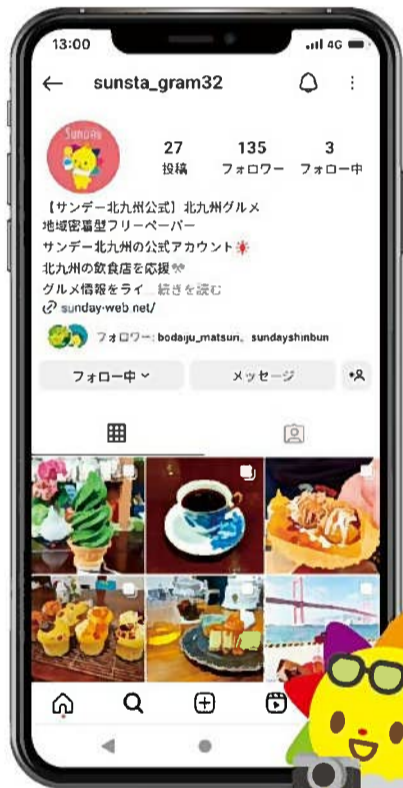 13:00
4G
sunsta_gram32
Sunday
27
135
3
投稿
フォロワー
フォロー中
【サンデー北九州公式】北九州グルメ
地域密着型フリーペーパー
サンデー北九州の公式アカウント
北九州の飲食店を応援
グルメ情報をライ... 続きを読む
sunday-web.net/
フォロワー: bodaiju_matsuri、sundayshinbun
フォロー中
メッセージ